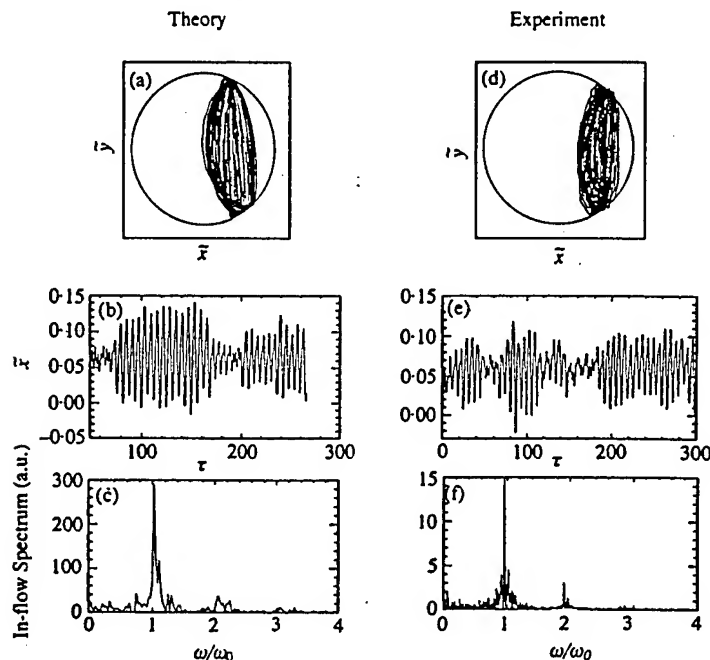 Theory
Experiment
(a)
(d)
ỹ
ỹ
x̃
x̃
0·15
(b)
0·10
x̃
0·05
0·00
−0·05
100
200
300
τ
0·15
(e)
0·10
0·05
0·00
0
100
200
300
τ
In-flow Spectrum (a.u.)
300
(c)
200
100
0
0
1
2
3
4
ω/ω0
15
(f)
10
5
0
0
1
2
3
4
ω/ω0